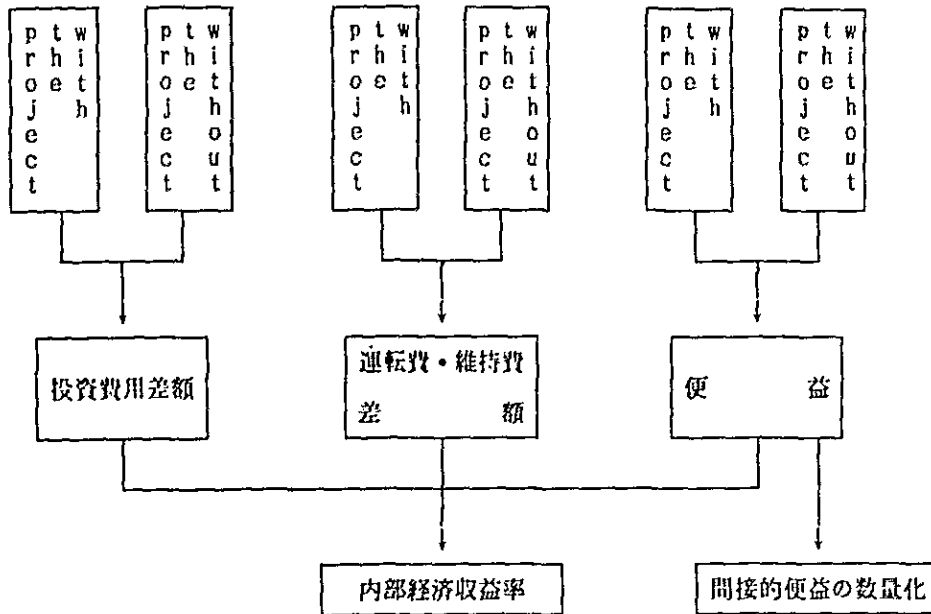 with
the
project
without
the
project
with
the
project
without
the
project
with
the
project
without
the
project
投資費用差額
運転費・維持費
差額
便益
内部経済収益率
間接的便益の数量化